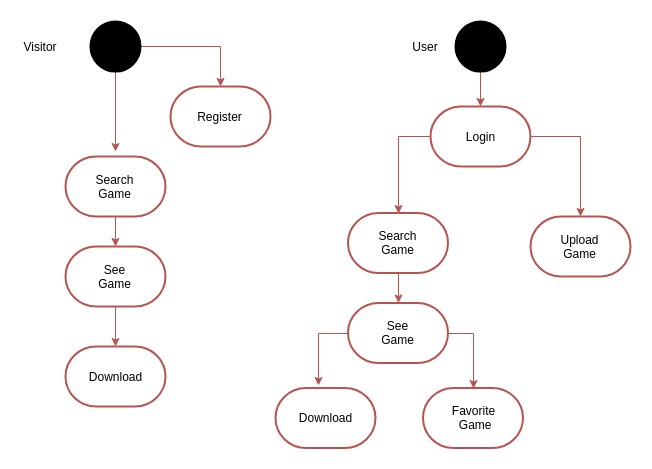 Visitor
Register
Search
Game
See
Game
Download
User
Login
Search
Game
Upload
Game
See
Game
Download
Favorite
Game